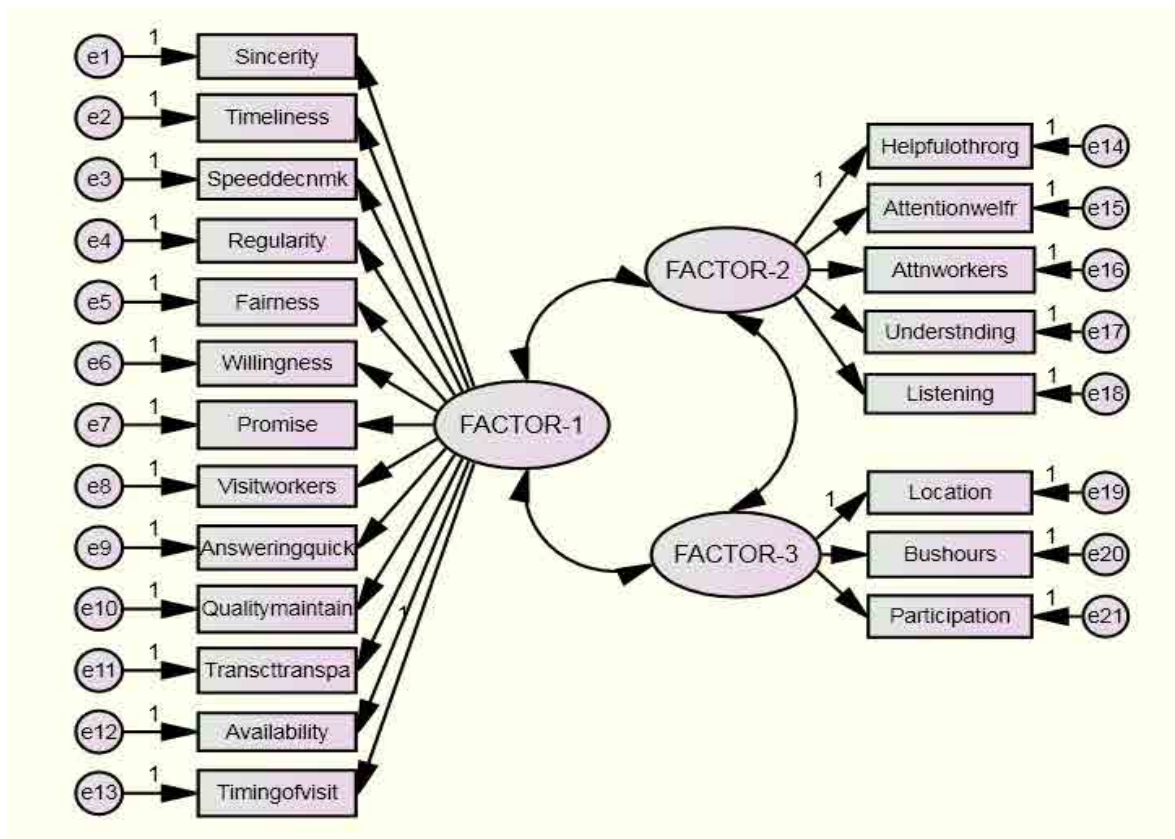 e1 1 Sincerity
e2 1 Timeliness
e3 1 Speeddecnmk
e4 1 Regularity
e5 1 Fairness
e6 1 Willingness
e7 1 Promise
e8 1 Visitworkers
e9 1 Answeringquick
e10 1 Qualitymaintain
e11 1 Transcttranspa
e12 1 Availability
e13 1 Timingofvisit
1
FACTOR-1
FACTOR-2
1
Helpfulothrorg 1 e14
Attentionwelfr 1 e15
Attnworkers 1 e16
Understnding 1 e17
Listening 1 e18
FACTOR-3
1
Location 1 e19
Bushours 1 e20
Participation 1 e21